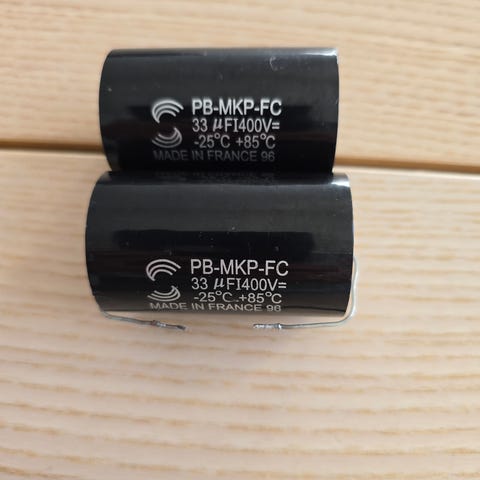 PB-MKP-FC
33 µFI400V=
-25°C +85°C
MADE IN FRANCE 96
PB-MKP-FC
33 µFI400V=
-25°C..+85°C
MADE IN FRANCE 96